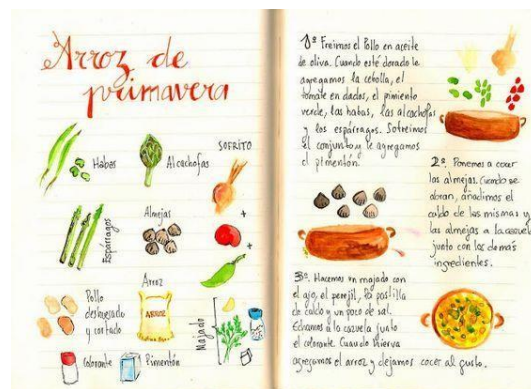 Arroz de
primavera
Habas
Alcachofas
SOFRITO
Espárragos
Almejas
+
+
Pollo
deshuesado
y cortado
Arroz
ARROZ
Majado
Colorante
Pimentón
1º Freímos el Pollo en aceite
de oliva. Cuando esté dorado le
agregamos la cebolla, el
tomate en dados, el pimiento
verde, las habas, las alcachofas
y los espárragos. Sofreímos
el conjunto y le agregamos
el pimentón.
2º. Ponemos a cocer
las almejas. Cuando se
abran, añadimos el
caldo de las mismas y
las almejas a la cazuela
junto con los demás
ingredientes.
3º. Hacemos un majado con
el ajo, el perejil, la pastilla
de caldo y un poco de sal.
Echamos a la cazuela junto
el colorante. Cuando hierva
agregamos el arroz y dejamos cocer al gusto.